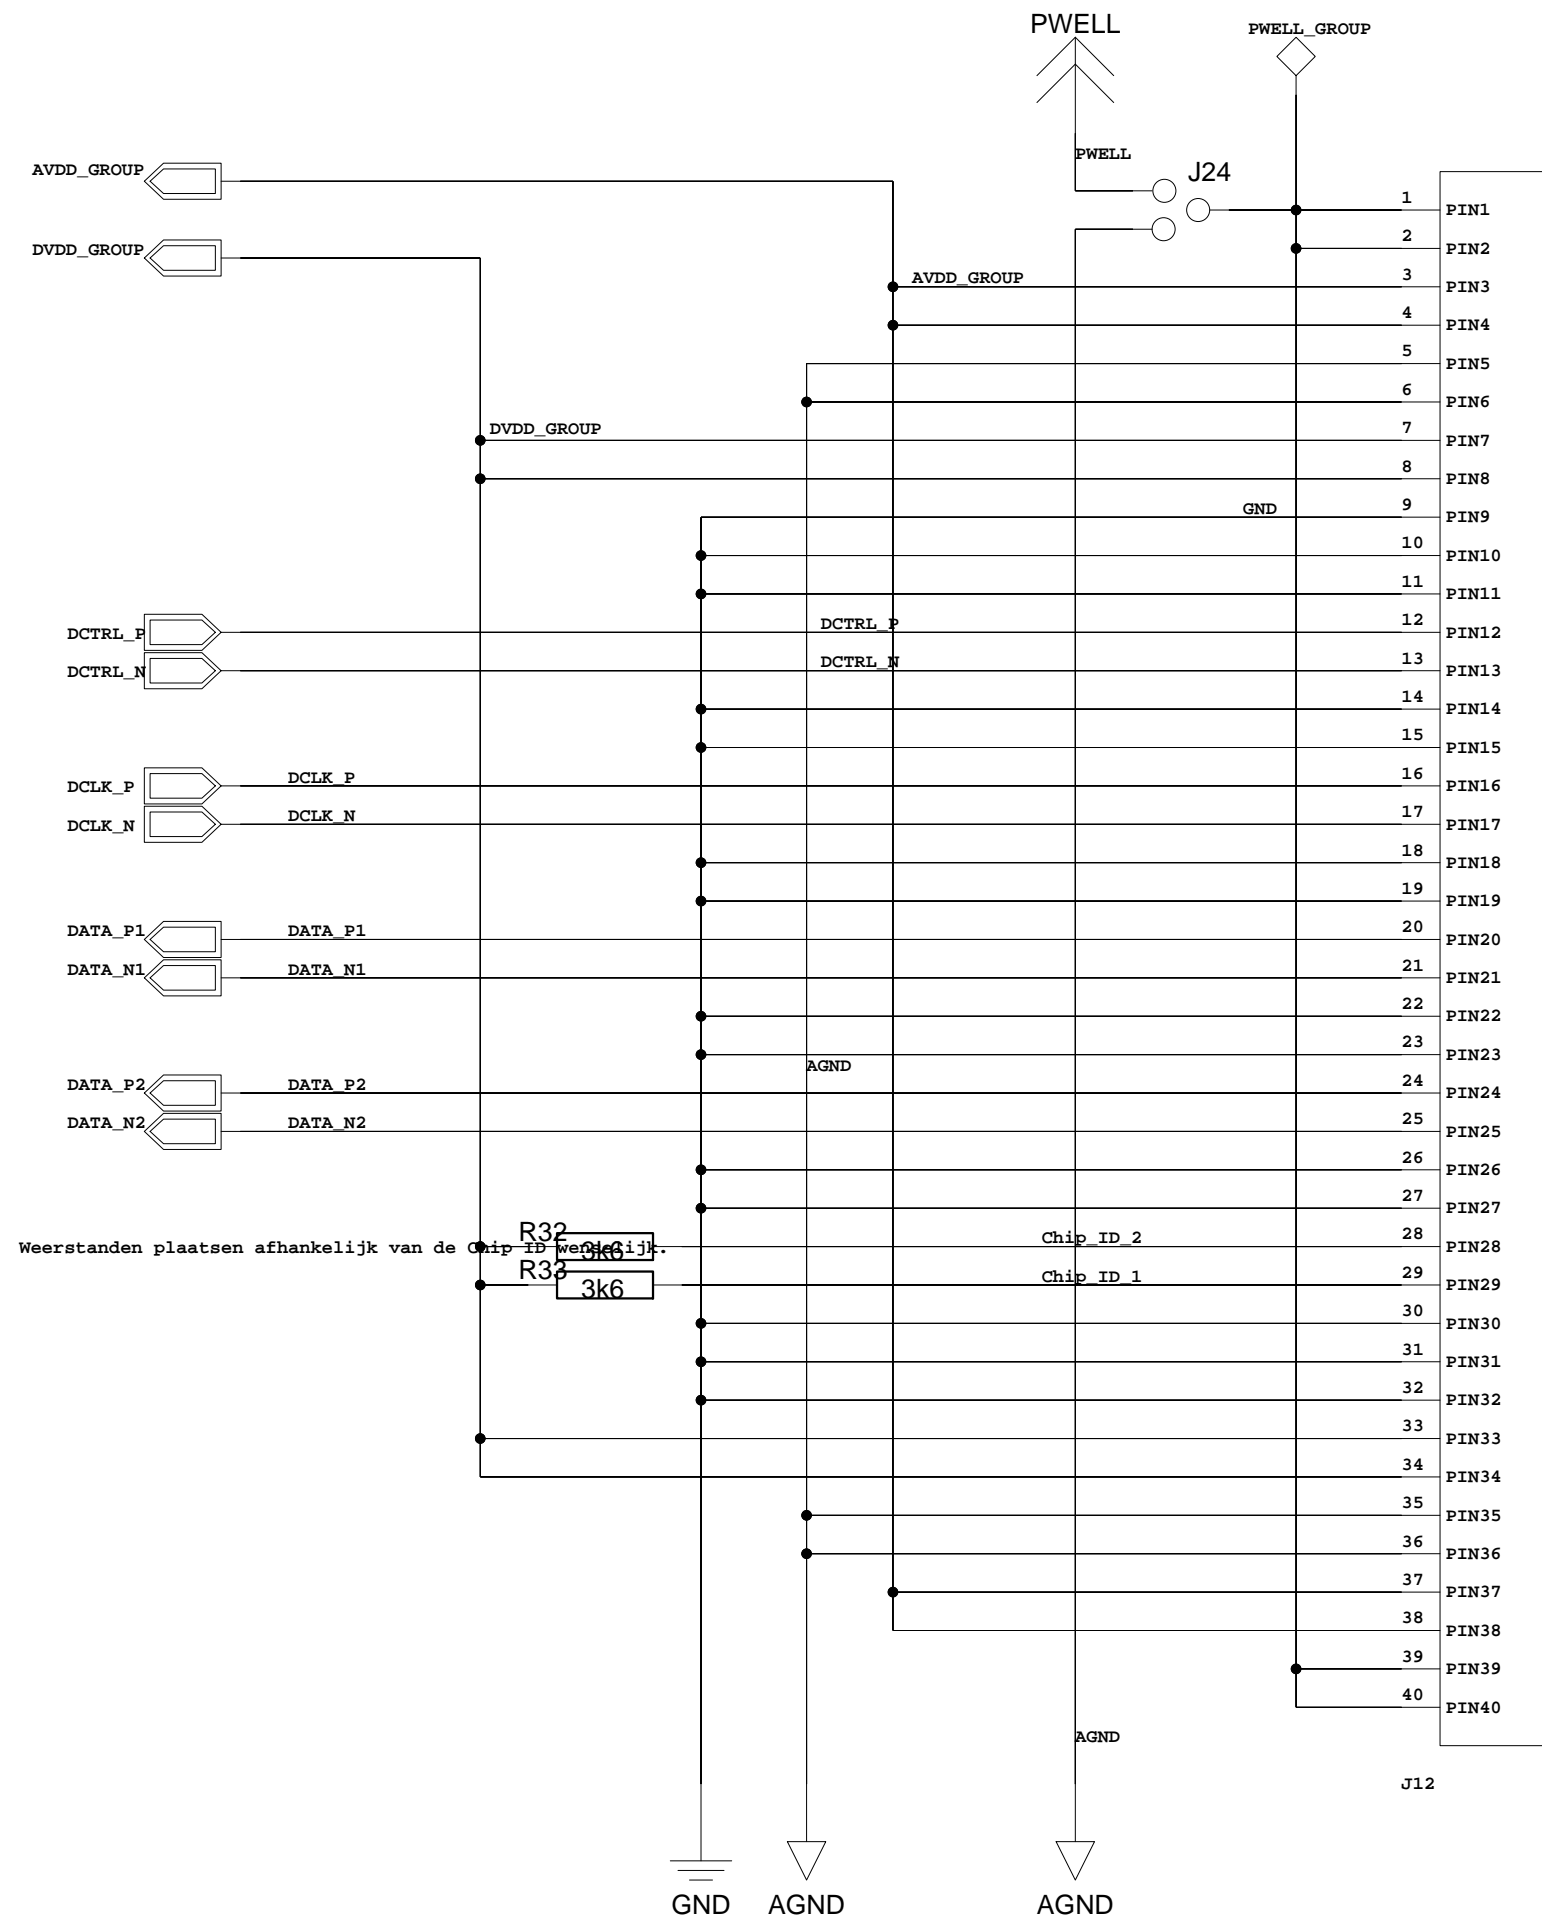 PWELL
PWELL_GROUP
PWELL
J24
AVDD_GROUP
1 PIN1
2 PIN2
DVDD_GROUP
AVDD_GROUP
3 PIN3
4 PIN4
5 PIN5
6 PIN6
DVDD_GROUP
7 PIN7
8 PIN8
GND
9 PIN9
10 PIN10
11 PIN11
DCTRL_P
DCTRL_P
12 PIN12
DCTRL_N
DCTRL_N
13 PIN13
14 PIN14
15 PIN15
DCLK_P
DCLK_P
16 PIN16
DCLK_N
DCLK_N
17 PIN17
18 PIN18
19 PIN19
DATA_P1
DATA_P1
20 PIN20
DATA_N1
DATA_N1
21 PIN21
22 PIN22
23 PIN23
AGND
DATA_P2
DATA_P2
24 PIN24
DATA_N2
DATA_N2
25 PIN25
26 PIN26
27 PIN27
Weerstanden plaatsen afhankelijk van de Chip ID wenselijk.
R32
3k6
Chip_ID_2
28 PIN28
R33
3k6
Chip_ID_1
29 PIN29
30 PIN30
31 PIN31
32 PIN32
33 PIN33
34 PIN34
35 PIN35
36 PIN36
37 PIN37
38 PIN38
39 PIN39
40 PIN40
AGND
J12
GND
AGND
AGND